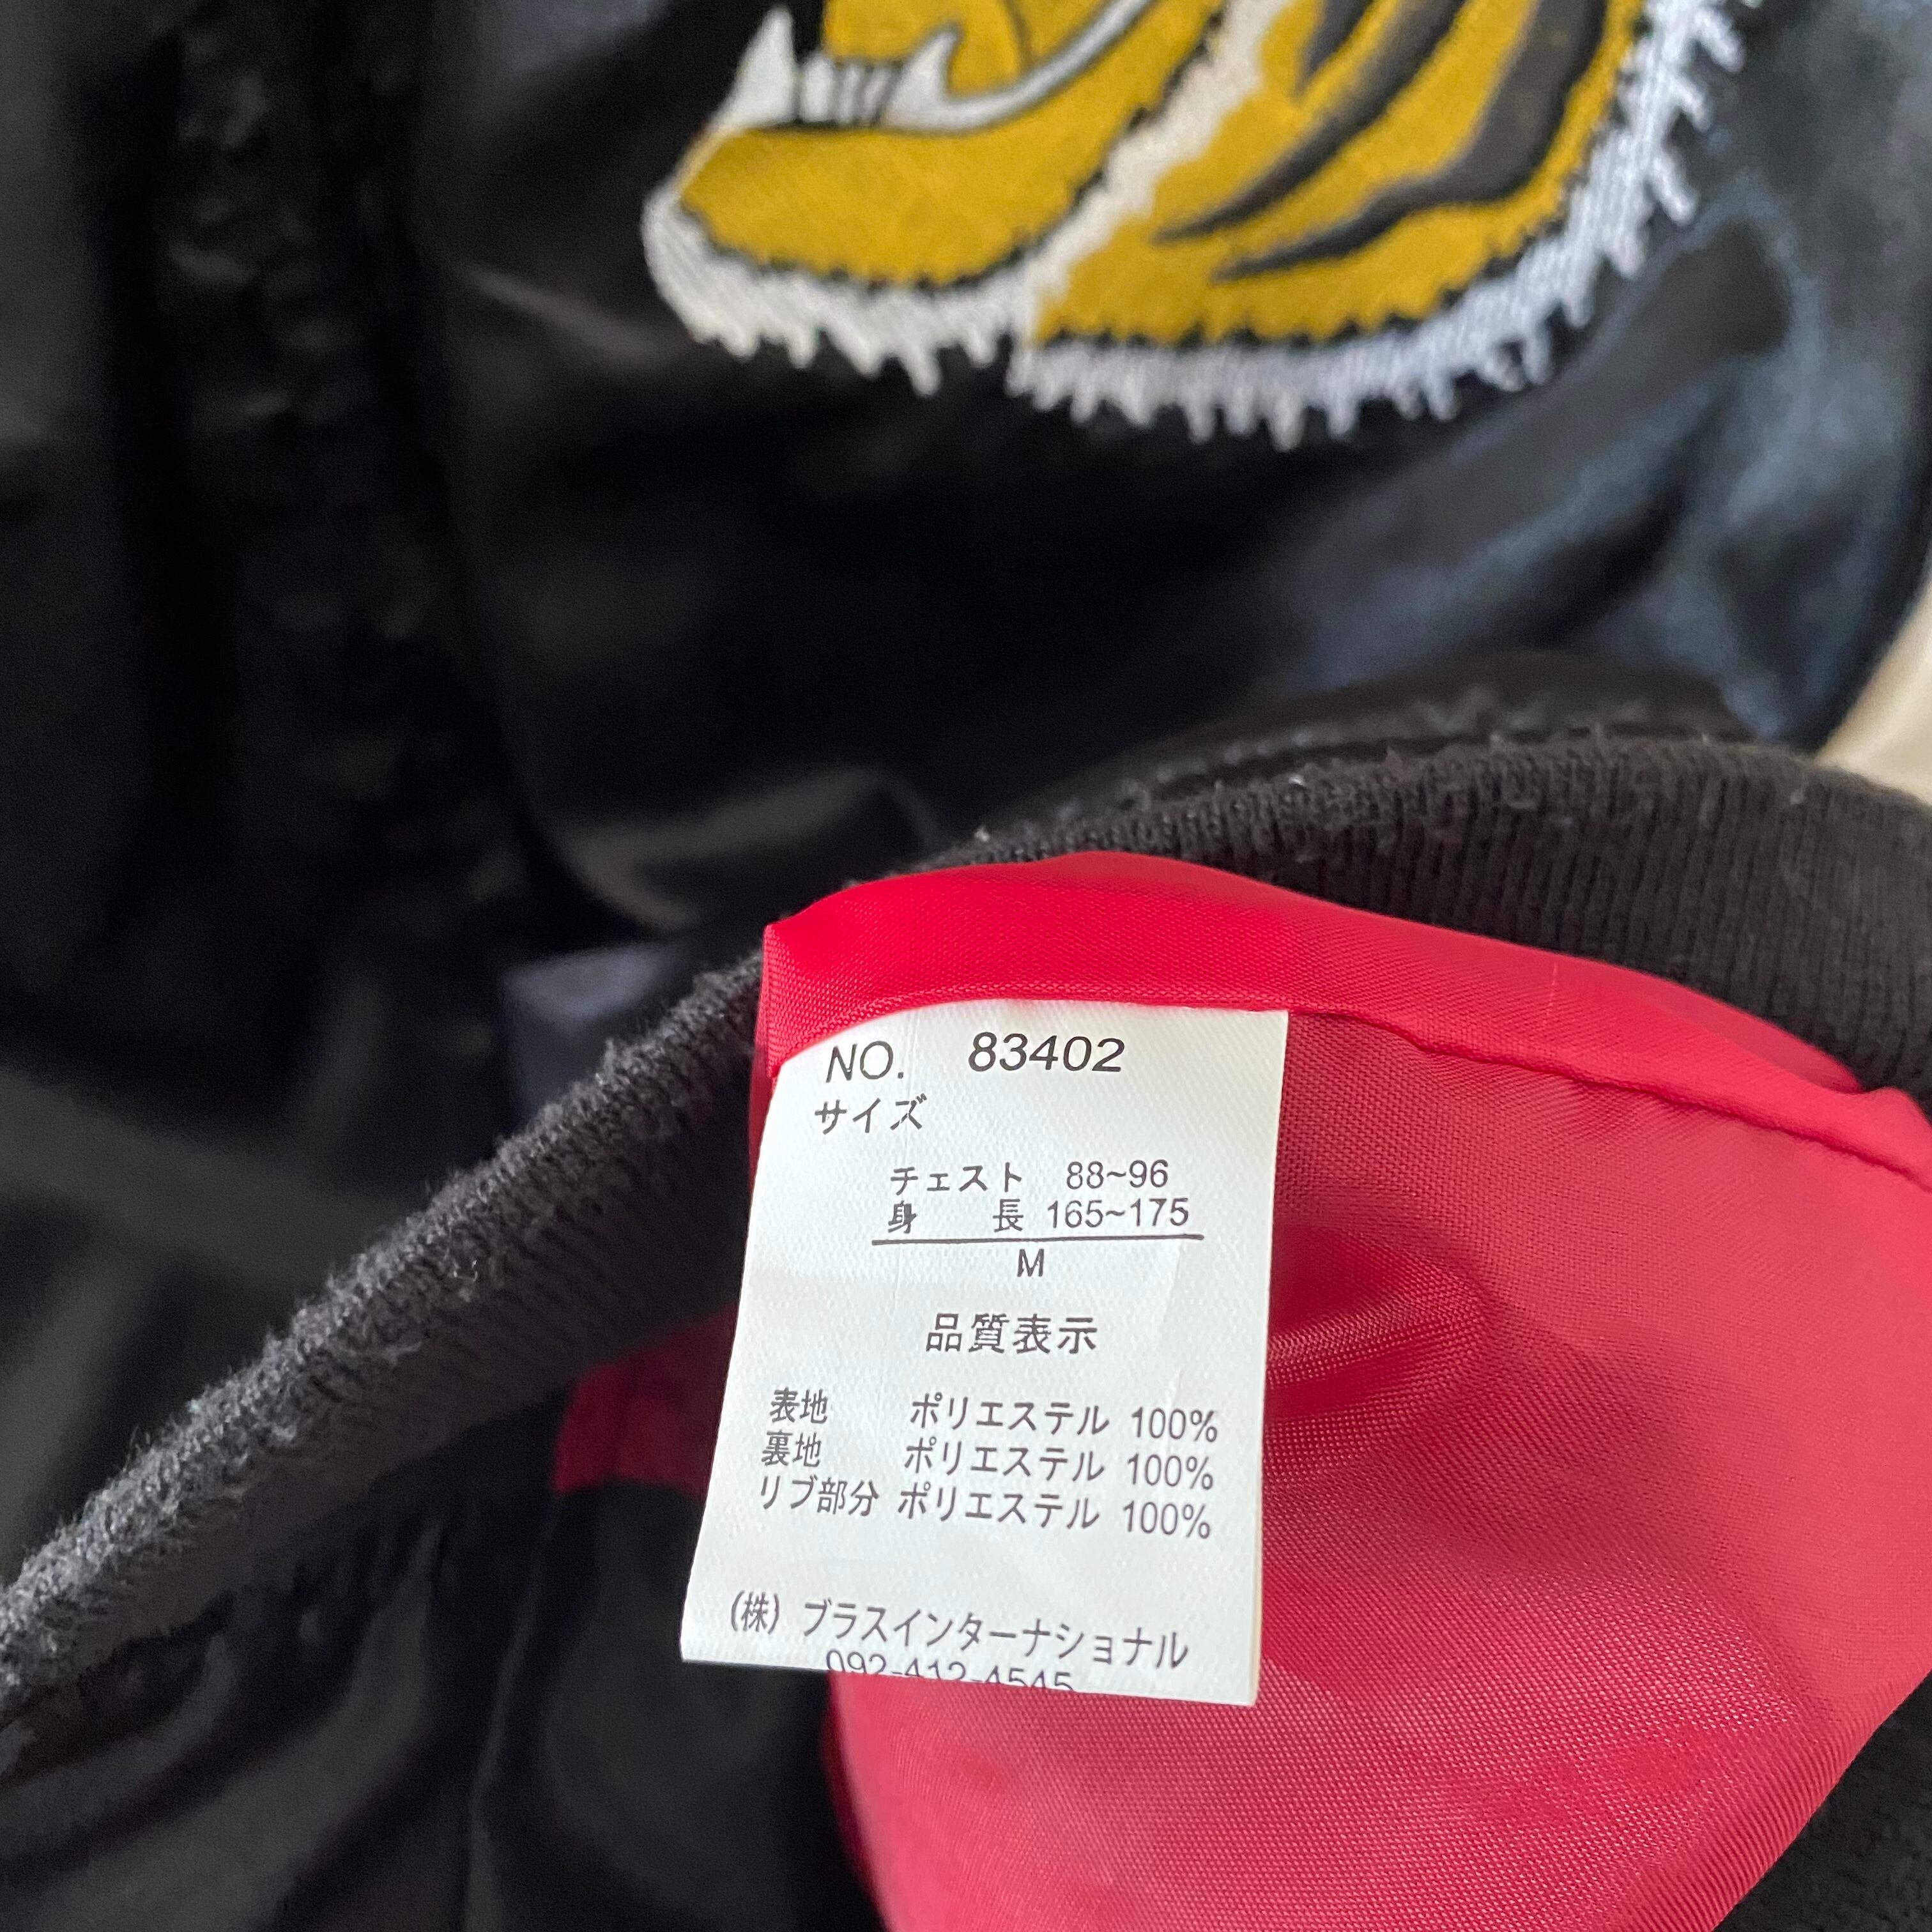 NO. 83402
サイズ
チェスト 88~96
身 長 165~175
M
品質表示
表地 ポリエステル 100%
裏地 ポリエステル 100%
リブ部分 ポリエステル 100%
(株) ブラスインターナショナル
092-412-4545